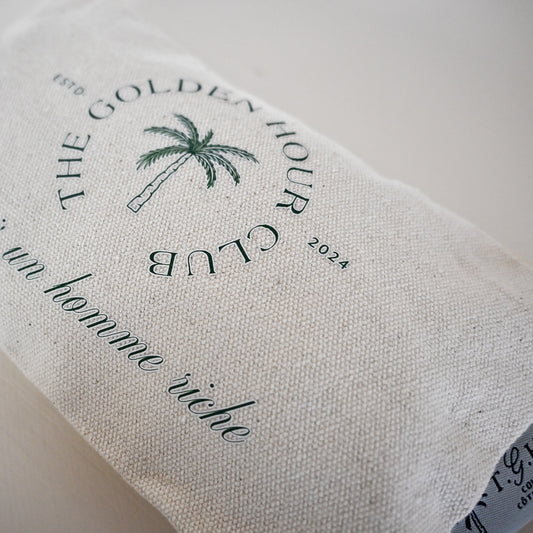 ESTD
THE GOLDEN HOUR CLUB
2024
un homme riche
T.G.